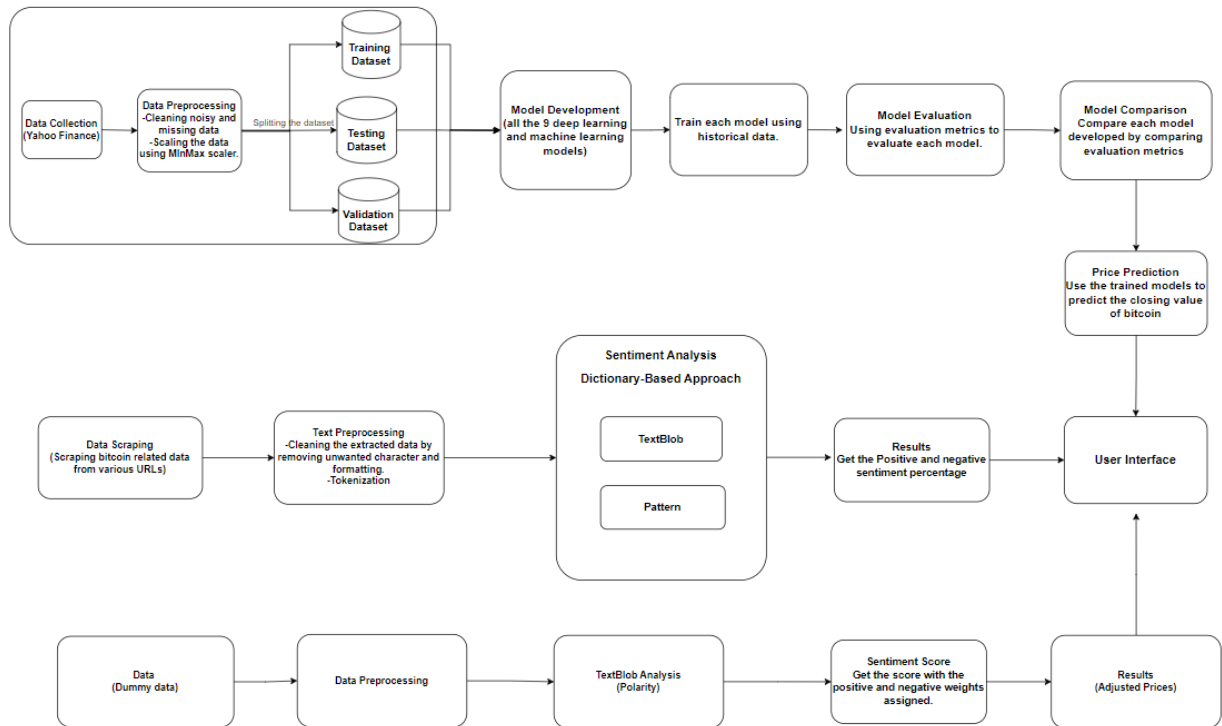 Training
Dataset
Data Collection
(Yahoo Finance)
Data Preprocessing
-Cleaning noisy and
missing data
-Scaling the data
using MInMax scaler.
Splitting the dataset
Testing
Dataset
Validation
Dataset
Model Development
(all the 9 deep learning
and machine learning
models)
Train each model using
historical data.
Model Evaluation
Using evaluation metrics to
evaluate each model.
Model Comparison
Compare each model
developed by comparing
evaluation metrics
Price Prediction
Use the trained models to
predict the closing value
of bitcoin
Data Scraping
(Scraping bitcoin related data
from various URLs)
Text Preprocessing
-Cleaning the extracted data by
removing unwanted character and
formatting.
-Tokenization
Sentiment Analysis
Dictionary-Based Approach
TextBlob
Pattern
Results
Get the Positive and negative
sentiment percentage
User Interface
Data
(Dummy data)
Data Preprocessing
TextBlob Analysis
(Polarity)
Sentiment Score
Get the score with the
positive and negative weights
assigned.
Results
(Adjusted Prices)